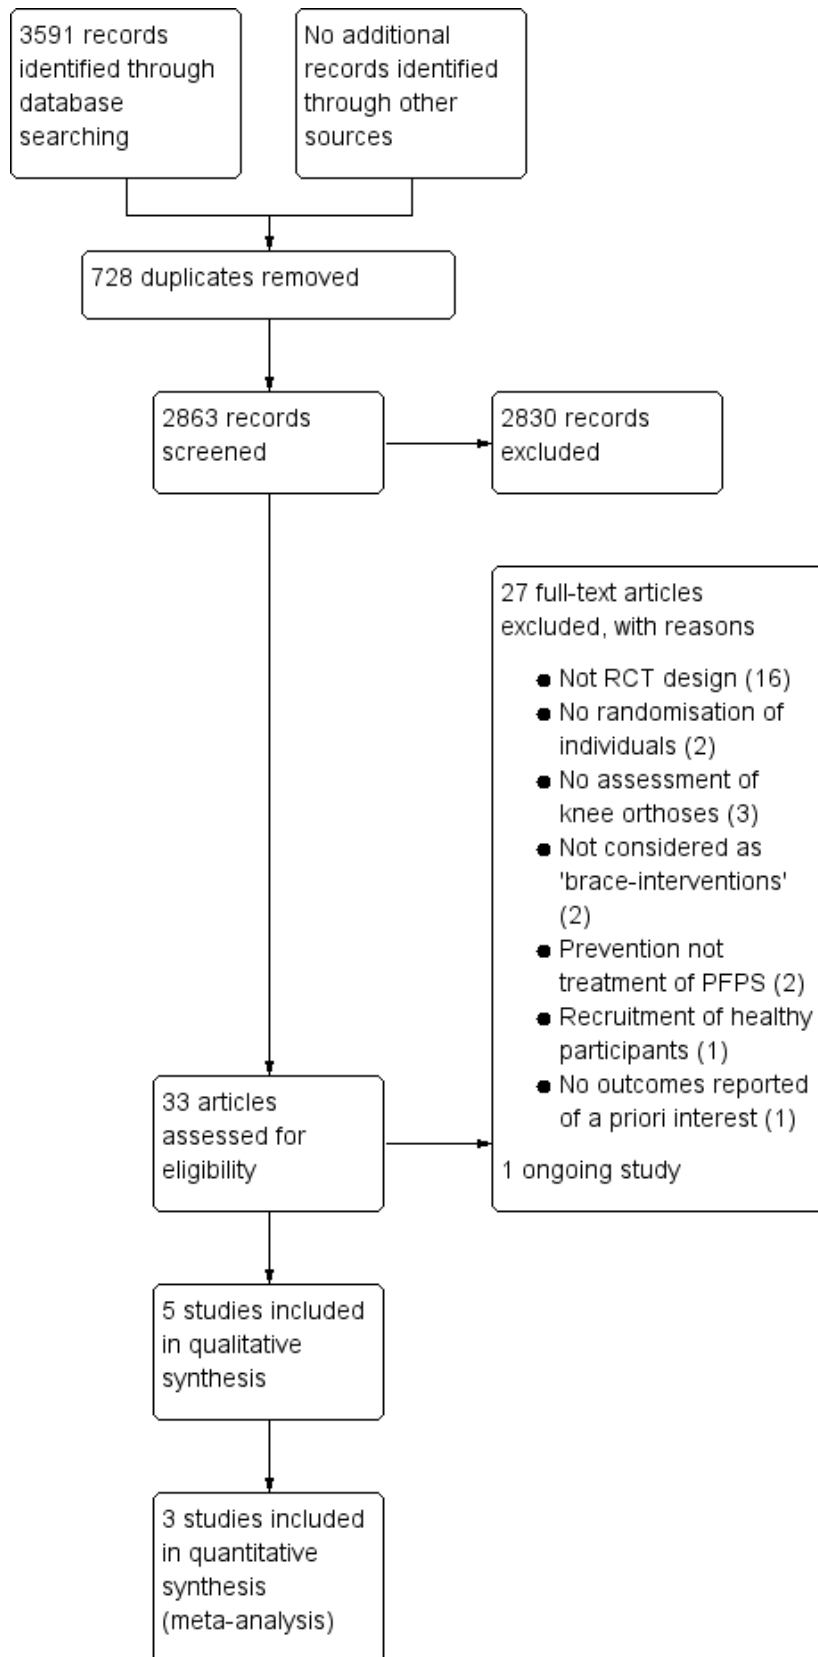 3591 records
identified through
database
searching
No additional
records identified
through other
sources
728 duplicates removed
2863 records
screened
2830 records
excluded
27 full-text articles
excluded, with reasons
● Not RCT design (16)
● No randomisation of
individuals (2)
● No assessment of
knee orthoses (3)
● Not considered as
'brace-interventions'
(2)
● Prevention not
treatment of PFPS (2)
● Recruitment of healthy
participants (1)
● No outcomes reported
of a priori interest (1)
1 ongoing study
33 articles
assessed for
eligibility
5 studies included
in qualitative
synthesis
3 studies included
in quantitative
synthesis
(meta-analysis)